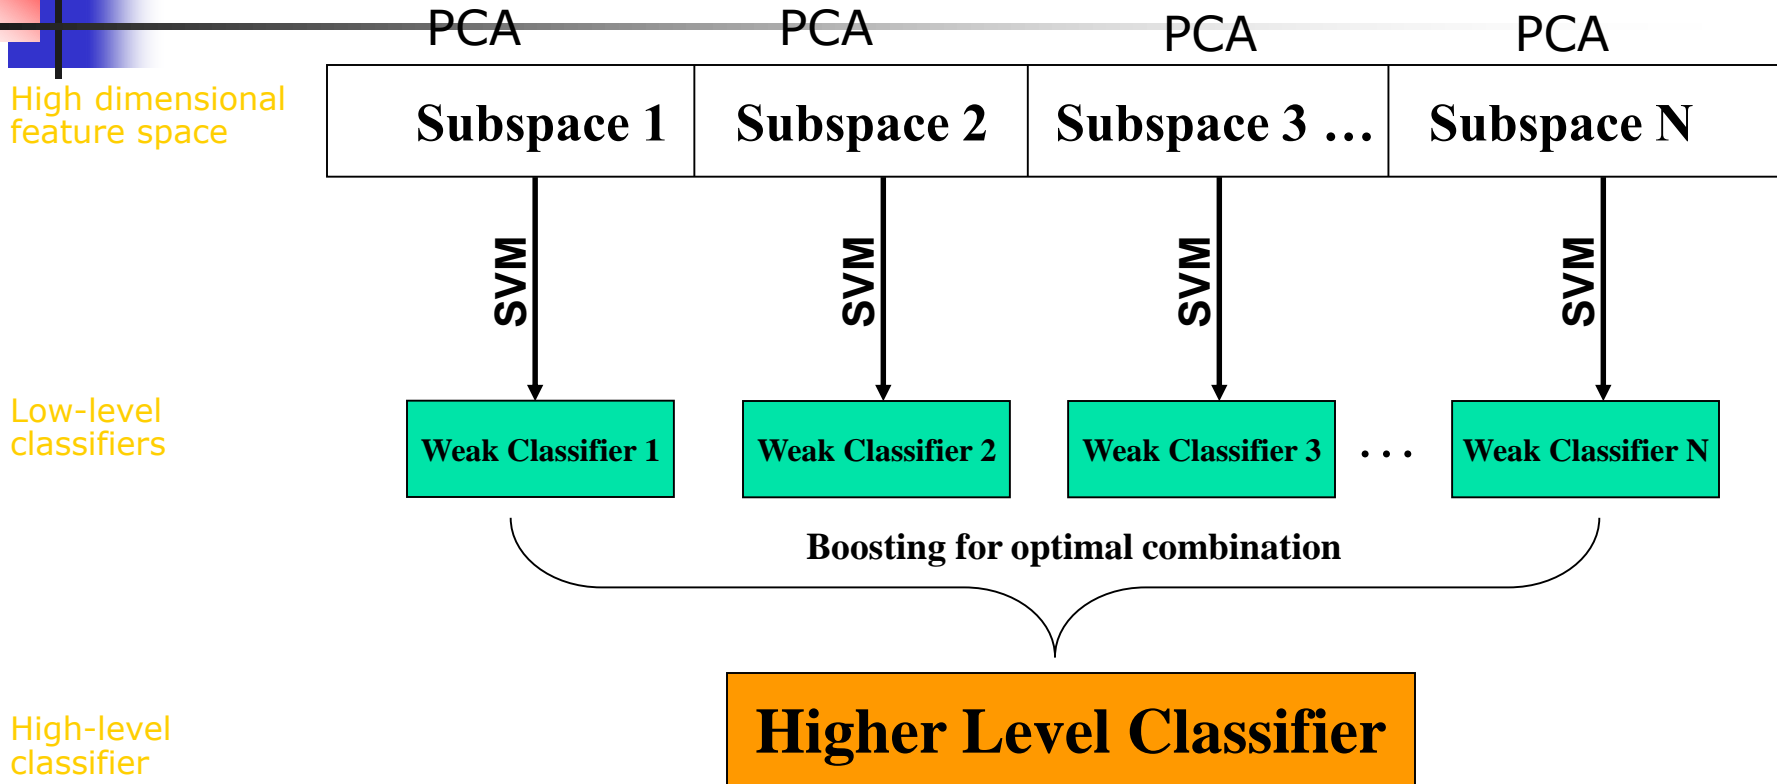 PCA PCA PCA PCA
High dimensional
feature space
Subspace 1 Subspace 2 Subspace 3 ... Subspace N
SVM SVM SVM SVM
Low-level
classifiers
Weak Classifier 1 Weak Classifier 2 Weak Classifier 3 . . . Weak Classifier N
Boosting for optimal combination
High-level
classifier
Higher Level Classifier